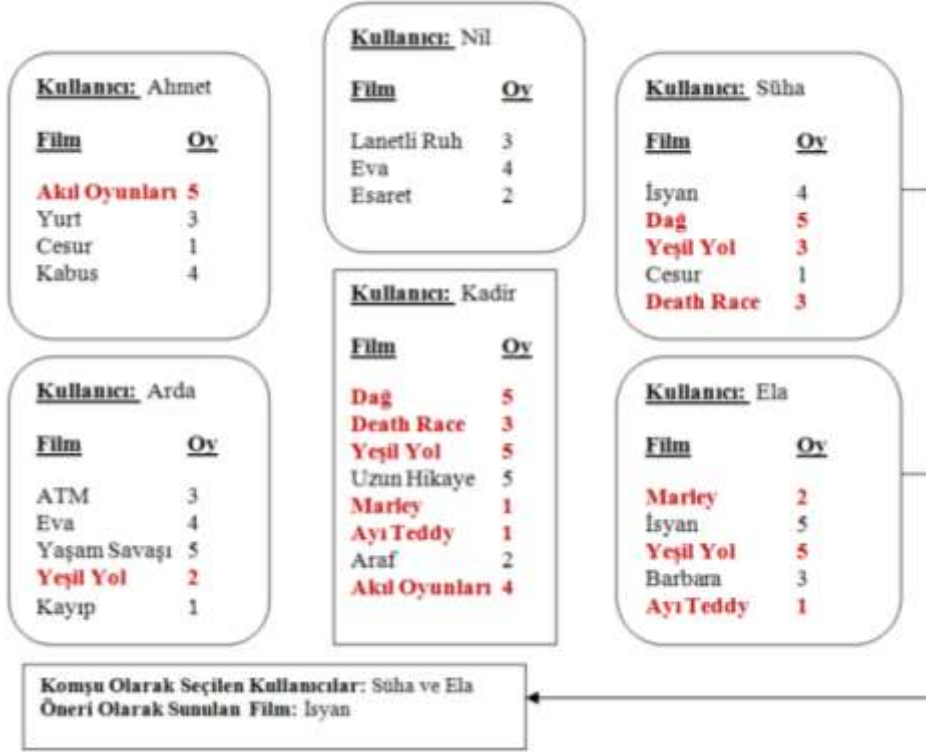 Kullanıcı: Nil
Film Oy
Lanetli Ruh 3
Eva 4
Esaret 2
Kullanıcı: Ahmet
Film Oy
Akıl Oyunları 5
Yurt 3
Cesur 1
Kabus 4
Kullanıcı: Süha
Film Oy
İsyan 4
Dağ 5
Yeşil Yol 3
Cesur 1
Death Race 3
Kullanıcı: Kadir
Film Oy
Dağ 5
Death Race 3
Yeşil Yol 5
Uzun Hikaye 5
Marley 1
Ayı Teddy 1
Araf 2
Akıl Oyunları 4
Kullanıcı: Arda
Film Oy
ATM 3
Eva 4
Yaşam Savaşı 5
Yeşil Yol 2
Kayıp 1
Kullanıcı: Ela
Film Oy
Marley 2
İsyan 5
Yeşil Yol 5
Barbara 3
Ayı Teddy 1
Komşu Olarak Seçilen Kullanıcılar: Süha ve Ela
Öneri Olarak Sunulan Film: İsyan